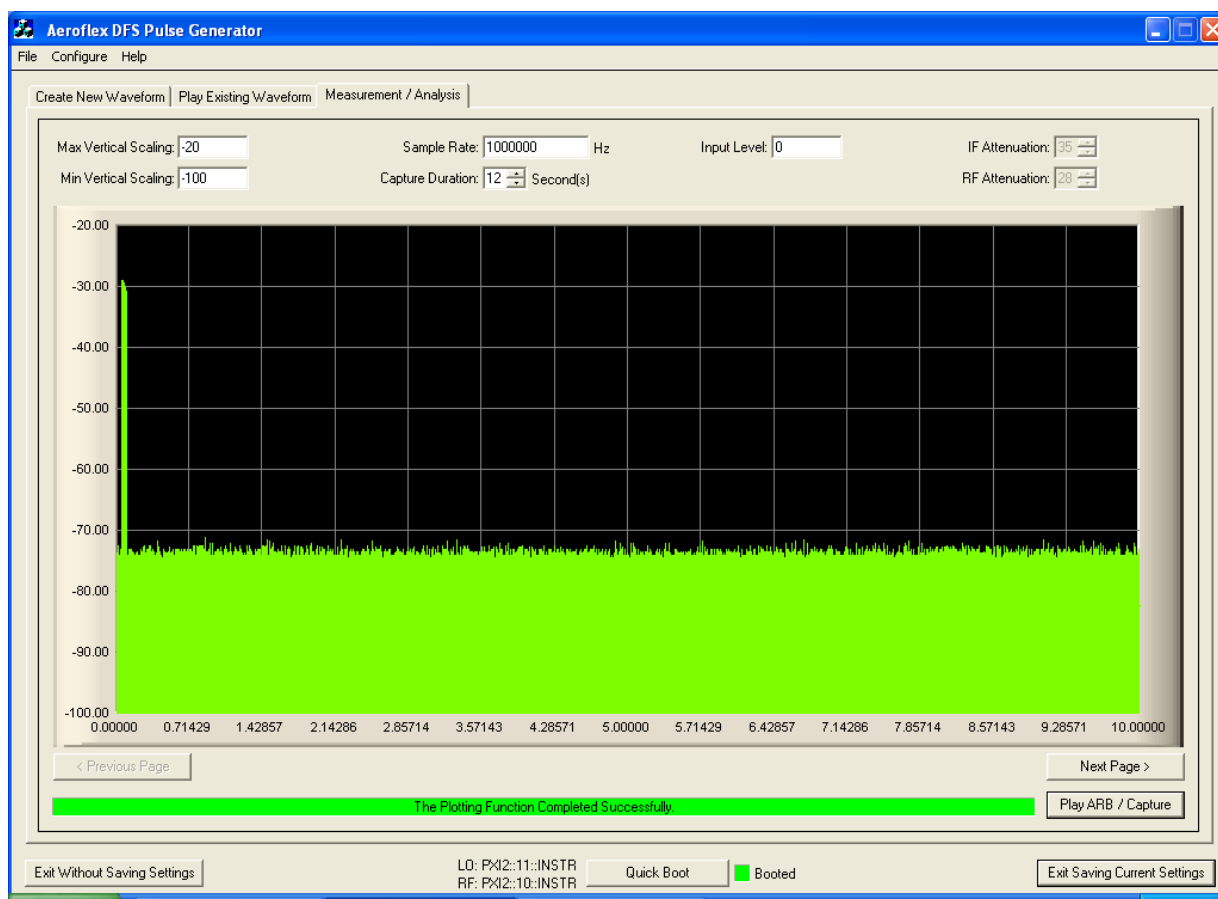 Aeroflex DFS Pulse Generator
File Configure Help
Create New Waveform Play Existing Waveform Measurement / Analysis
Max Vertical Scaling: -20 Sample Rate: 1000000 Hz Input Level: 0 IF Attenuation: 35
Min Vertical Scaling: -100 Capture Duration: 12 Second(s) RF Attenuation: 28
-20.00
-30.00
-40.00
-50.00
-60.00
-70.00
-80.00
-90.00
-100.00
0.00000 0.71429 1.42857 2.14286 2.85714 3.57143 4.28571 5.00000 5.71429 6.42857 7.14286 7.85714 8.57143 9.28571 10.00000
< Previous Page Next Page >
The Plotting Function Completed Successfully. Play ARB / Capture
Exit Without Saving Settings LO: PXI2::11::INSTR Quick Boot Booted Exit Saving Current Settings
RF: PXI2::10::INSTR